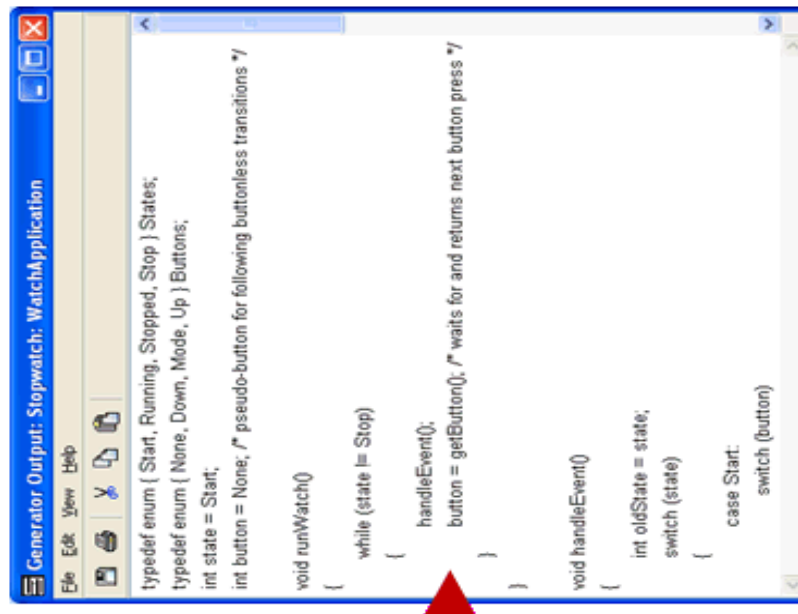 Generator Output: Stopwatch: WatchApplication
File Edit View Help
typedef enum { Start, Running, Stopped, Stop } States;
typedef enum { None, Down, Mode, Up } Buttons;
int state = Start;
int button = None; /* pseudo-button for following buttonless transitions */
void runWatch()
{
while (state != Stop)
{
handleEvent();
button = getButton(); /* waits for and returns next button press */
}
}
void handleEvent()
{
int oldState = state;
switch (state)
{
case Start:
switch (button)